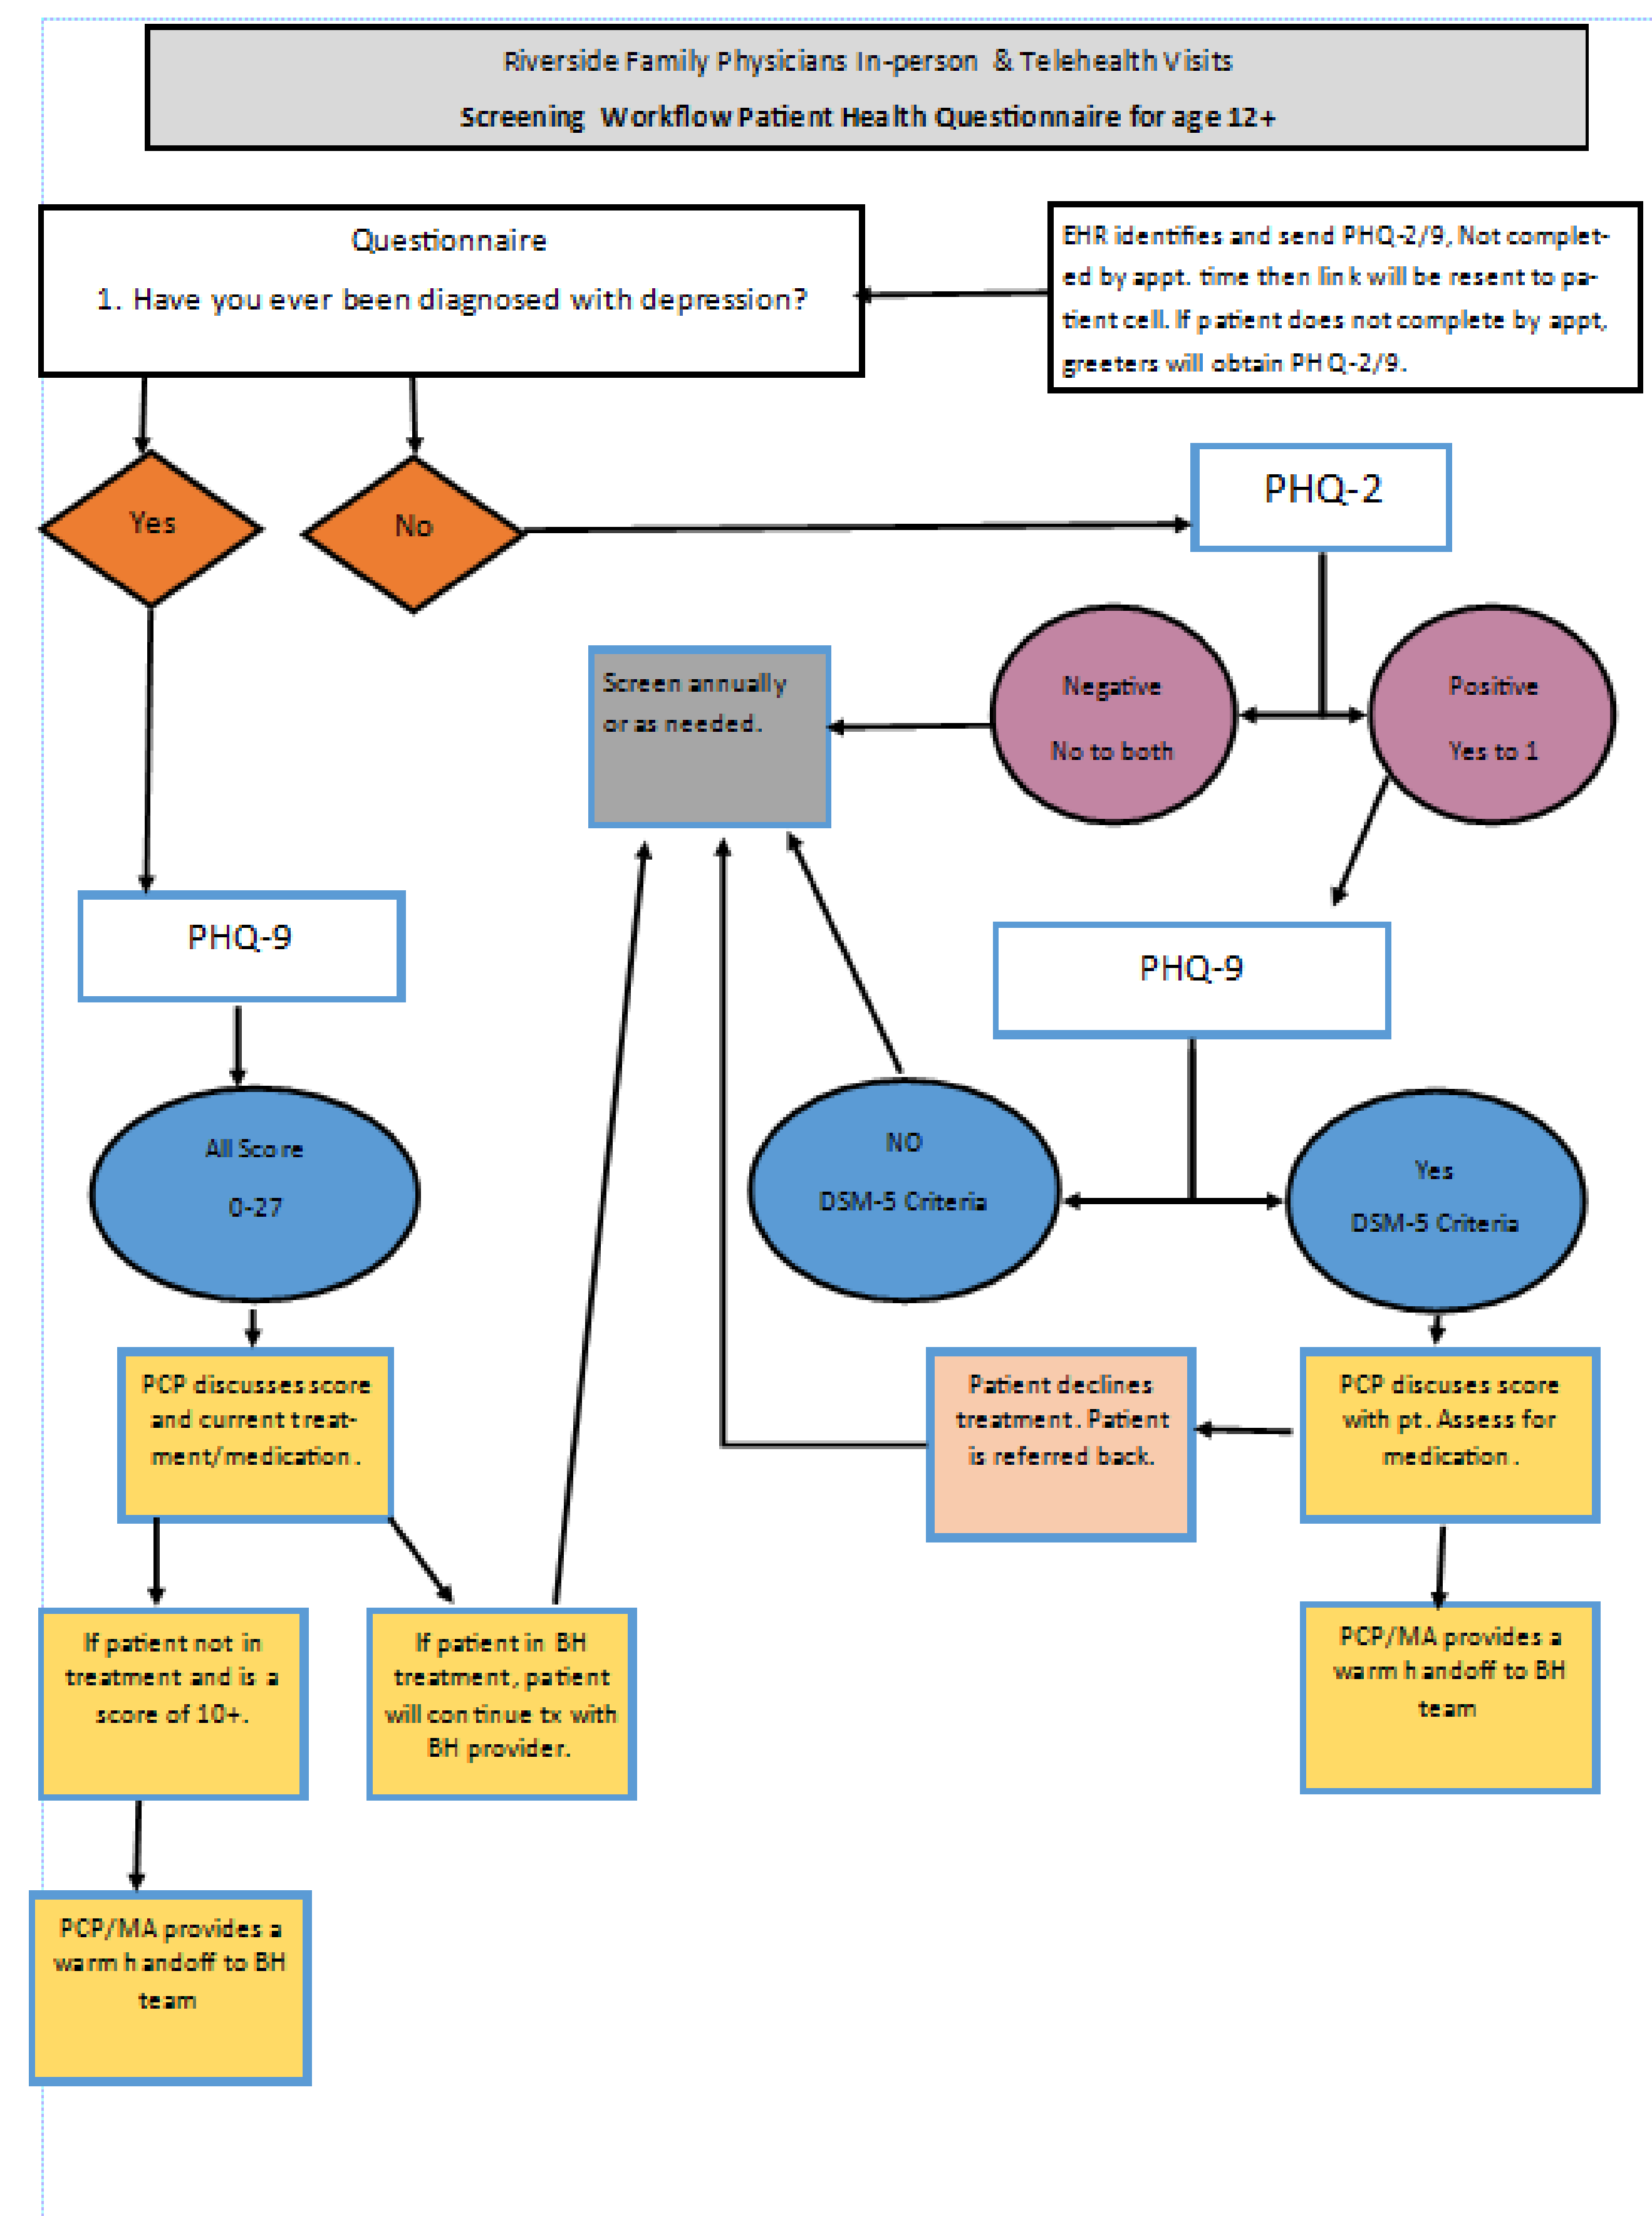 Riverside Family Physicians In-person & Telehealth Visits
Screening Workflow Patient Health Questionnaire for age 12+
Questionnaire
1. Have you ever been diagnosed with depression?
EHR identifies and send PHQ-2/9, Not complet-
ed by appt. time then link will be resent to pa-
tient cell. If patient does not complete by appt,
greeters will obtain PHQ-2/9.
Yes
No
PHQ-2
Negative
No to both
Positive
Yes to 1
Screen annually
or as needed.
PHQ-9
PHQ-9
All Score
0-27
NO
DSM-5 Criteria
Yes
DSM-5 Criteria
PCP discusses score
and current treat-
ment/medication.
Patient declines
treatment. Patient
is referred back.
PCP discuses score
with pt. Assess for
medication.
If patient not in
treatment and is a
score of 10+.
If patient in BH
treatment, patient
will continue tx with
BH provider.
PCP/MA provides a
warm handoff to BH
team
PCP/MA provides a
warm handoff to BH
team